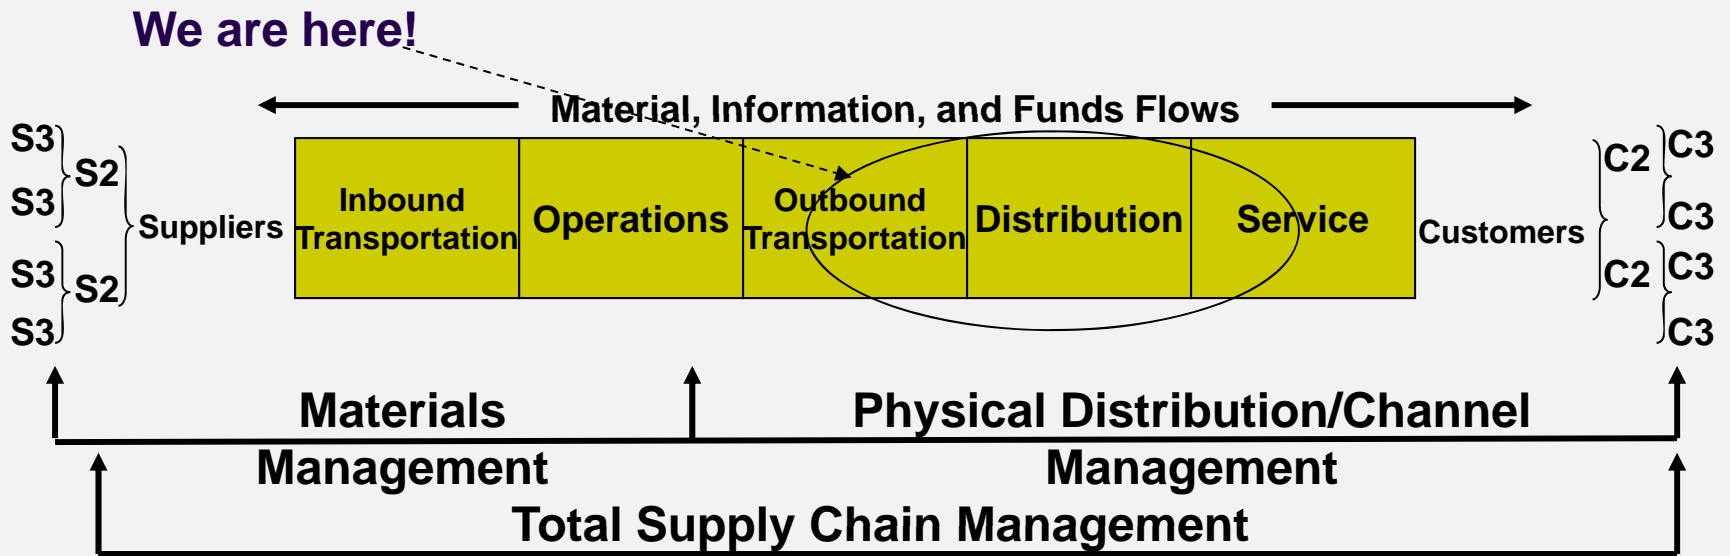 We are here!
Material, Information, and Funds Flows
S3
S3
S3
S3
S2
S2
Suppliers
Inbound
Transportation
Operations
Outbound
Transportation
Distribution
Service
Customers
C2
C2
C3
C3
C3
C3
Materials
Management
Physical Distribution/Channel
Management
Total Supply Chain Management